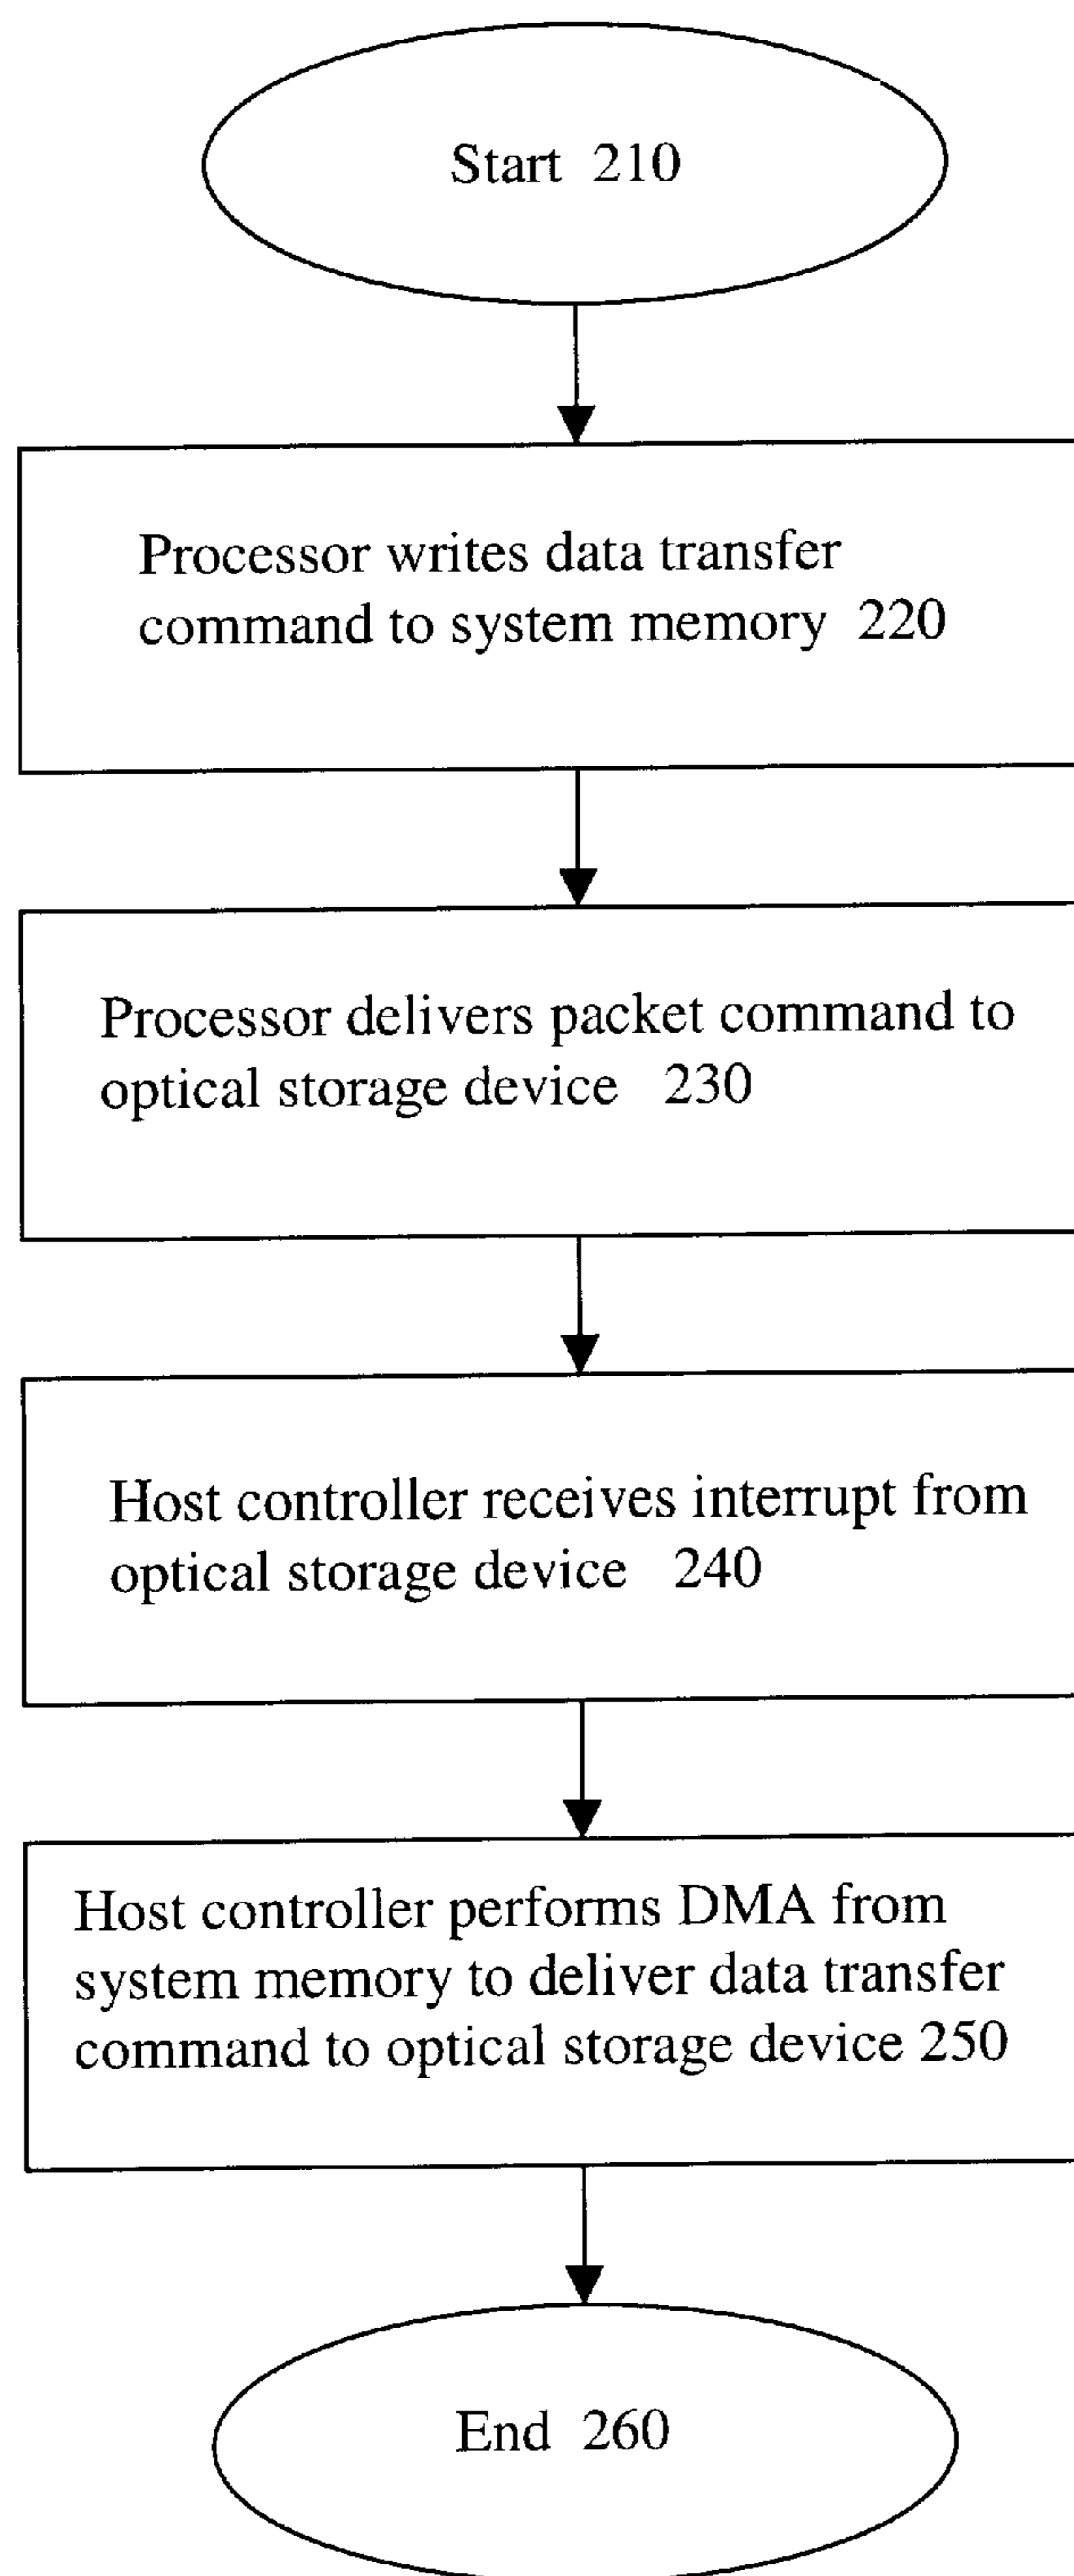 Start 210
Processor writes data transfer
command to system memory 220
Processor delivers packet command to
optical storage device 230
Host controller receives interrupt from
optical storage device 240
Host controller performs DMA from
system memory to deliver data transfer
command to optical storage device 250
End 260